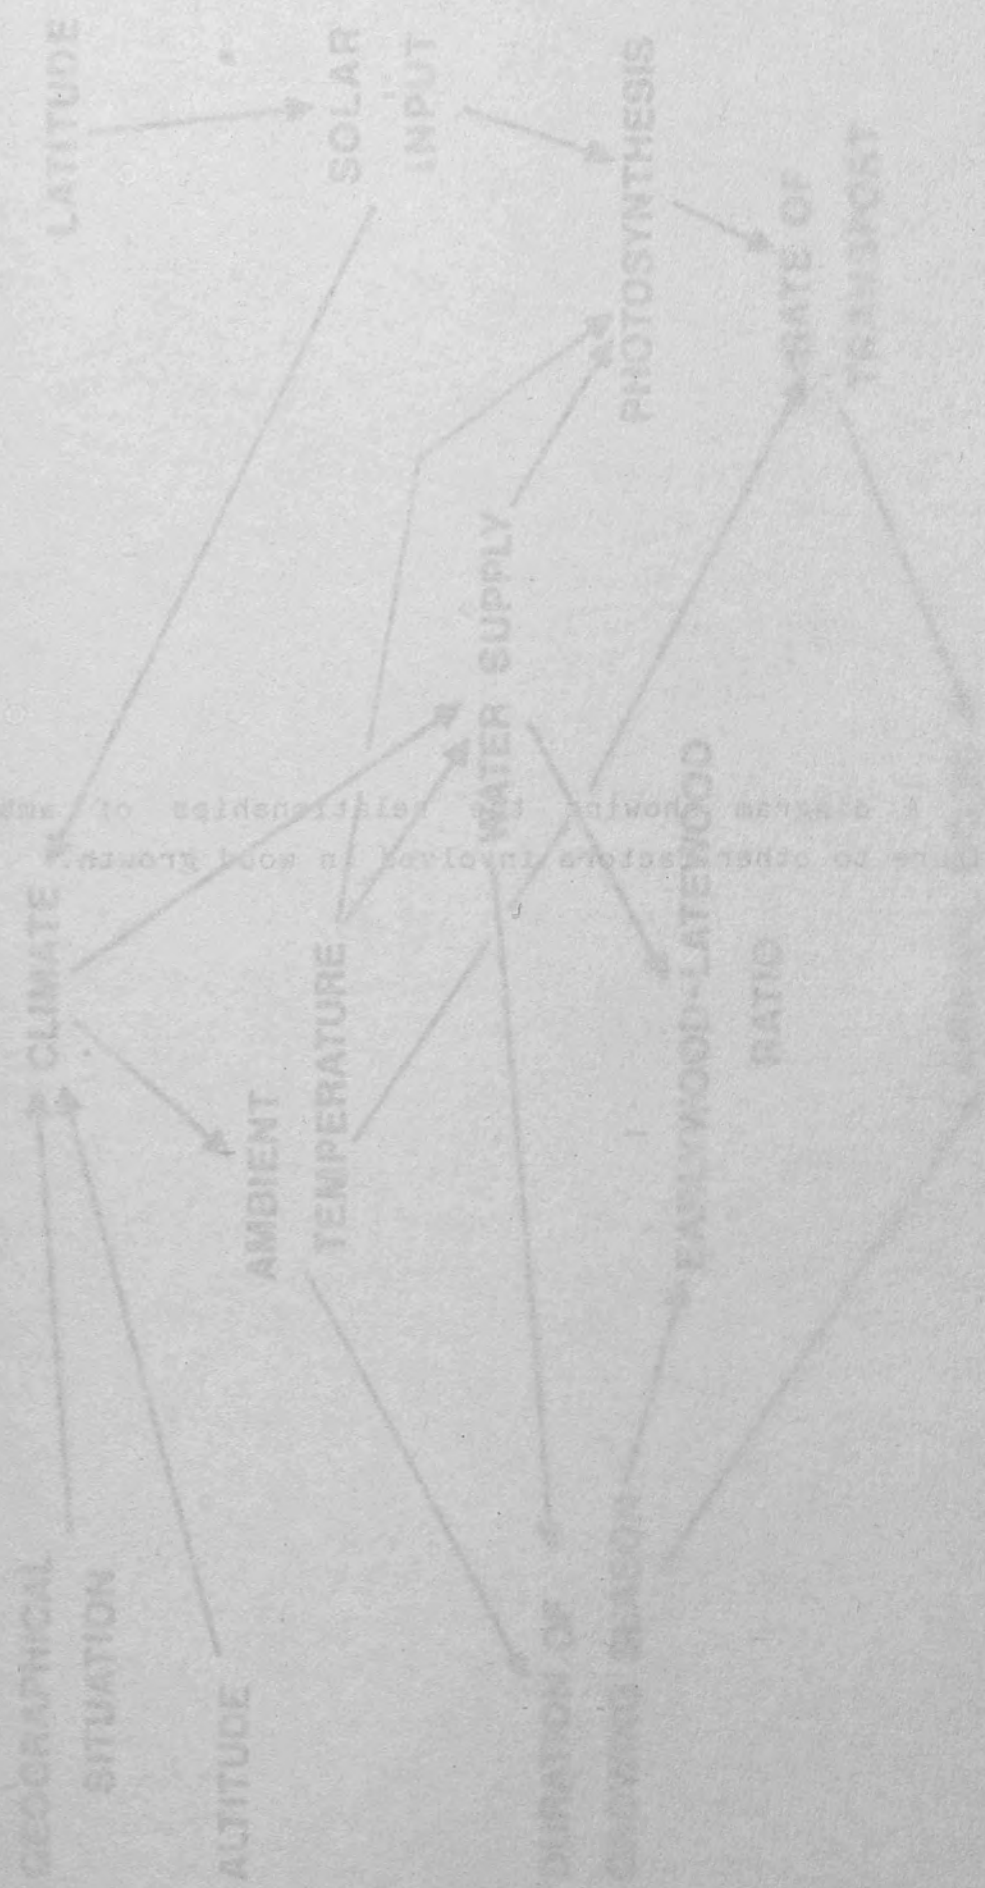 LATITUDE
SOLAR
INPUT
PHOTOSYNTHESIS
RATE OF
TRANSPORT
WATER SUPPLY
CLIMATE
AMBIENT
TEMPERATURE
EARLYWOOD-LATEWOOD
RATIO
GEOGRAPHICAL
SITUATION
ALTITUDE
DURATION OF
GROWING SEASON
A diagram showing the relationships of
to other factors involved in wood growth.